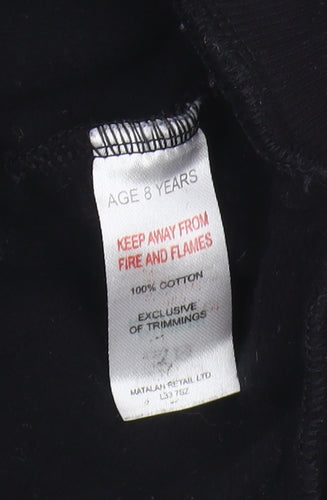 AGE 8 YEARS
KEEP AWAY FROM
FIRE AND FLAMES
100% COTTON
EXCLUSIVE
OF TRIMMINGS
MATALAN RETAIL LTD
L33 7SZ